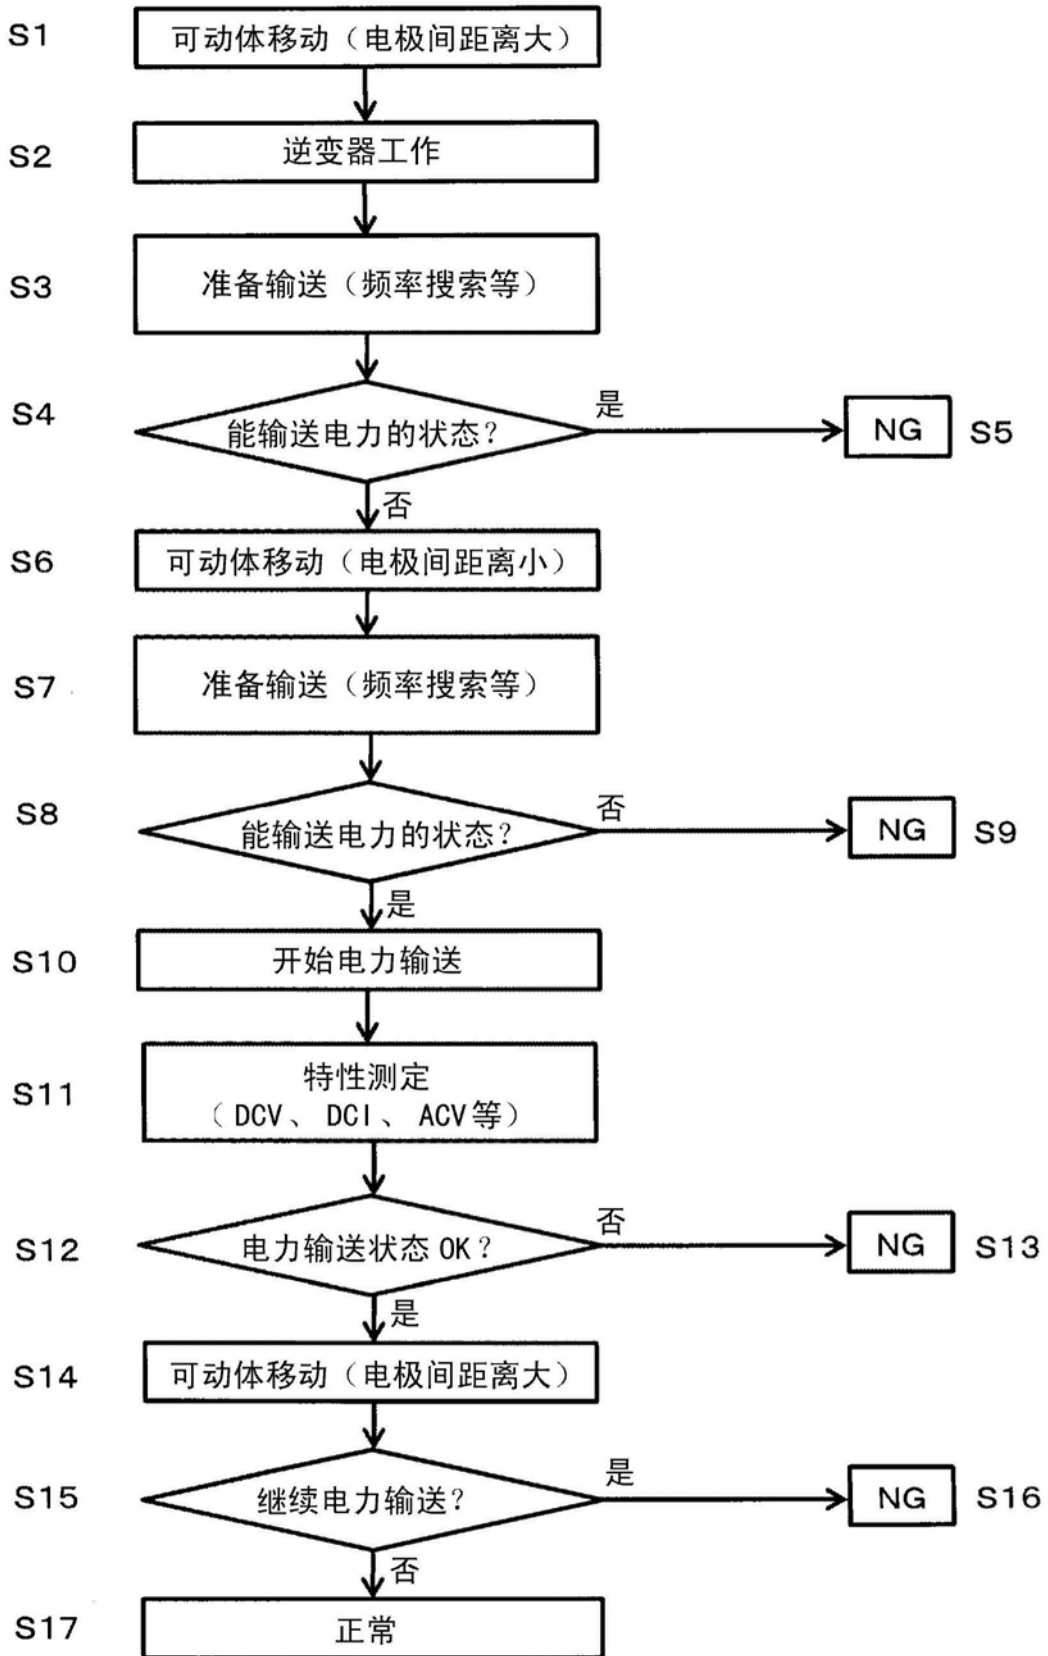 S1
可动体移动（电极间距离大）
S2
逆变器工作
S3
准备输送（频率搜索等）
S4
能输送电力的状态？
是
NG
S5
否
S6
可动体移动（电极间距离小）
S7
准备输送（频率搜索等）
S8
能输送电力的状态？
否
NG
S9
是
S10
开始电力输送
S11
特性测定
（DCV、DCI、ACV等）
S12
电力输送状态OK？
否
NG
S13
是
S14
可动体移动（电极间距离大）
S15
继续电力输送？
是
NG
S16
否
S17
正常